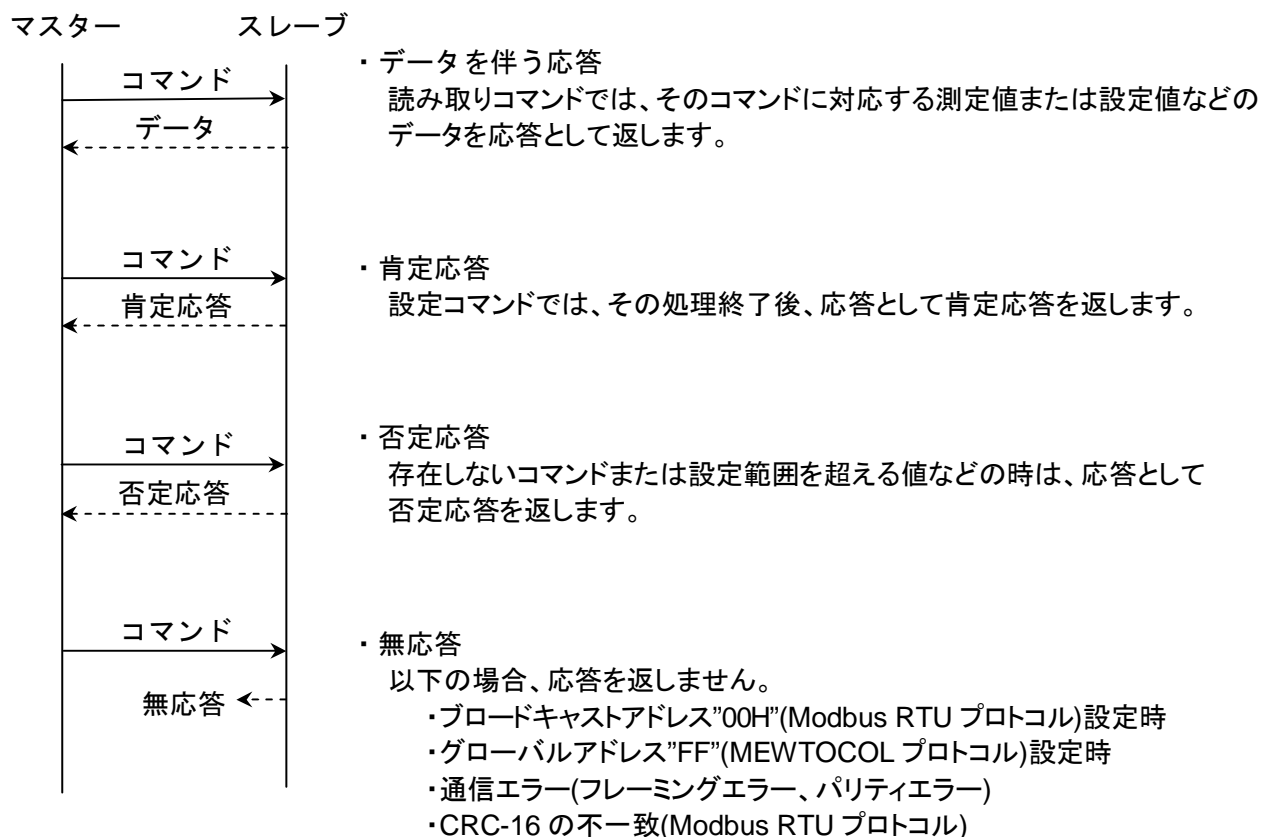 マスター スレーブ
コマンド
データ
・データを伴う応答
読み取りコマンドでは、そのコマンドに対応する測定値または設定値などの
データを応答として返します。
コマンド
肯定応答
・肯定応答
設定コマンドでは、その処理終了後、応答として肯定応答を返します。
コマンド
否定応答
・否定応答
存在しないコマンドまたは設定範囲を超える値などの時は、応答として
否定応答を返します。
コマンド
無応答
・無応答
以下の場合、応答を返しません。
・ブロードキャストアドレス”00H”(Modbus RTU プロトコル)設定時
・グローバルアドレス”FF”(MEWTOCOL プロトコル)設定時
・通信エラー(フレーミングエラー、パリティエラー)
・CRC-16 の不一致(Modbus RTU プロトコル)